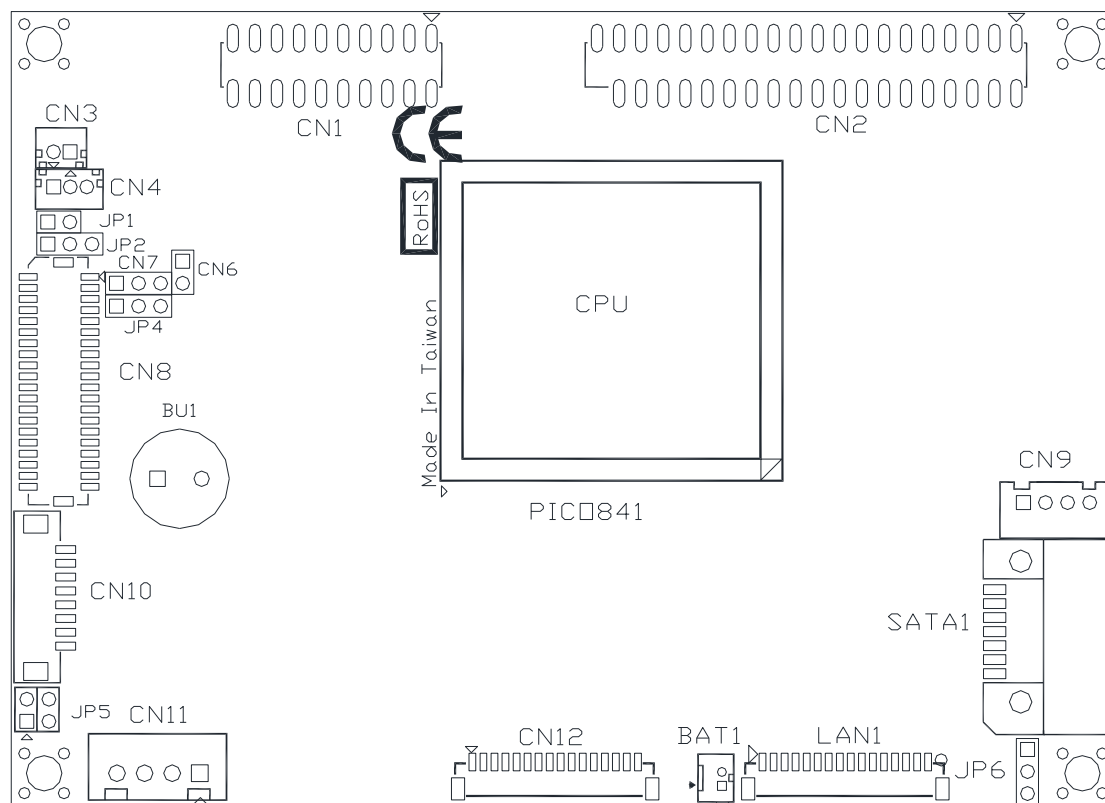 CN1
CN2
CN3
CN4
JP1
JP2
CN7
CN6
JP4
CN8
BU1
CE
RoHS
Made In Taiwan
CPU
PIC□841
CN9
CN10
SATA1
JP5
CN11
CN12
BAT1
LAN1
JP6